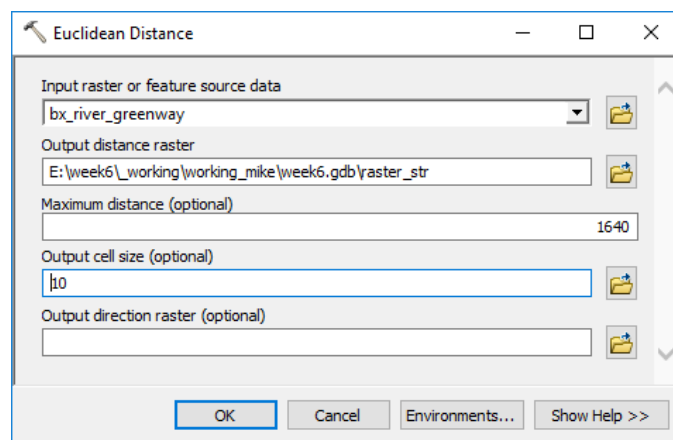 Euclidean Distance
Input raster or feature source data
bx_river_greenway
Output distance raster
E:\week6\_working\working_mike\week6.gdb\raster_str
Maximum distance (optional)
1640
Output cell size (optional)
10
Output direction raster (optional)
OK Cancel Environments... Show Help >>